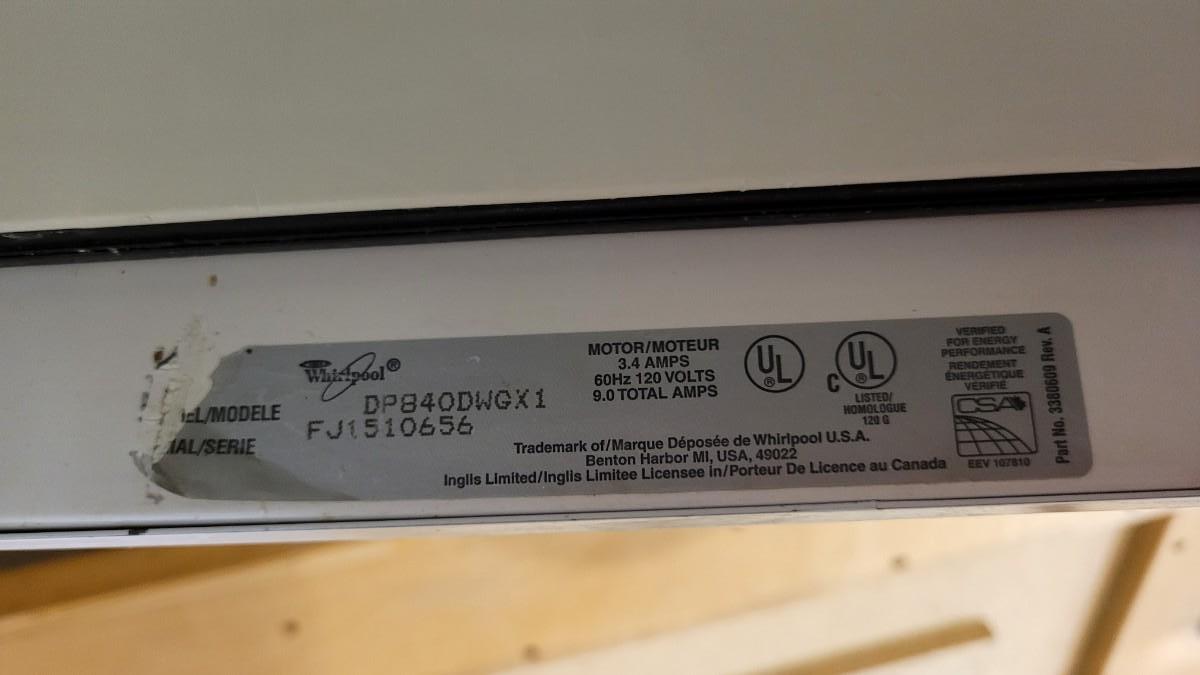 Whirlpool®
EL/MODELE DP840DWGX1
IAL/SERIE FJ1510656
MOTOR/MOTEUR
3.4 AMPS
60Hz 120 VOLTS
9.0 TOTAL AMPS
UL ®
C UL ®
LISTED/
HOMOLOGUE
120 G
VERIFIED
FOR ENERGY
PERFORMANCE
RENDEMENT
ÉNERGÉTIQUE
VÉRIFIÉ
CSA
EEV 107810
Part No. 3380609 Rev. A
Trademark of/Marque Déposée de Whirlpool U.S.A.
Benton Harbor MI, USA, 49022
Inglis Limited/Inglis Limitee Licensee in/Porteur De Licence au Canada